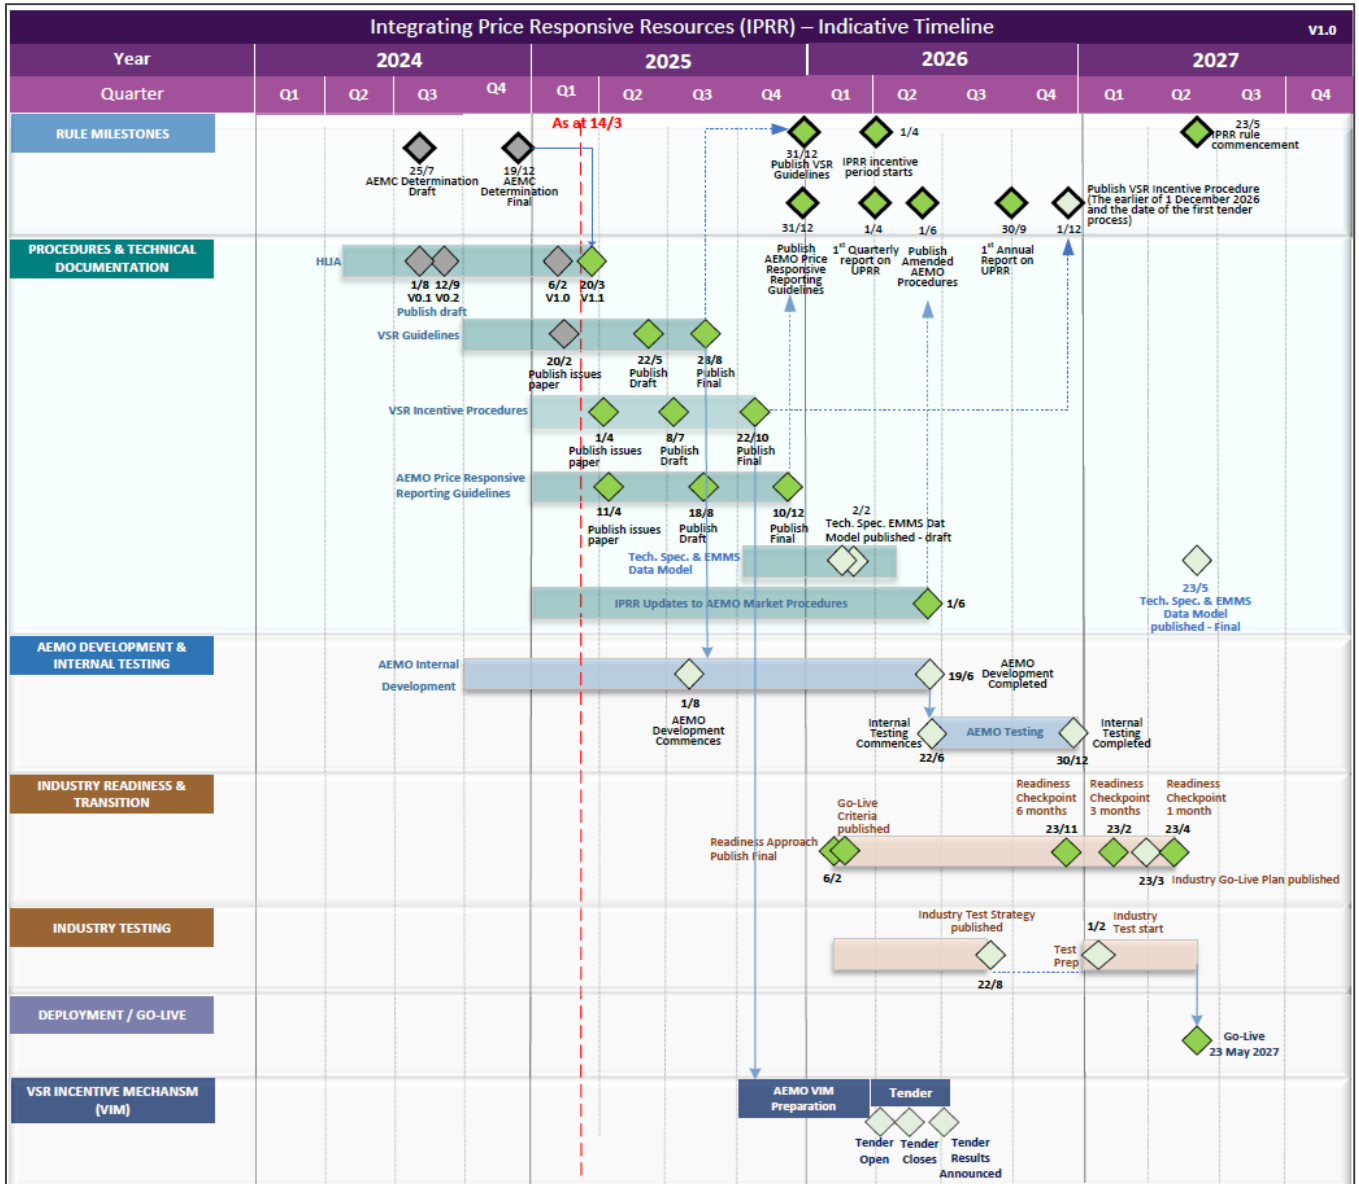 Integrating Price Responsive Resources (IPRR) – Indicative Timeline
V1.0
Year
2024
2025
2026
2027
Quarter
Q1
Q2
Q3
Q4
Q1
Q2
Q3
Q4
Q1
Q2
Q3
Q4
Q1
Q2
Q3
Q4
As at 14/3
RULE MILESTONES
25/7
AEMC Determination
Draft
19/12
AEMC
Determination
Final
31/12
Publish VSR
Guidelines
1/4
IPRR incentive
period starts
23/5
IPRR rule
commencement
31/12
Publish
AEMO Price
Responsive
Reporting
Guidelines
1/4
1st Quarterly
report on
UPRR
1/6
Publish
Amended
AEMO
Procedures
30/9
1st Annual
Report on
UPRR
1/12
Publish VSR Incentive Procedure
(The earlier of 1 December 2026
and the date of the first tender
process)
PROCEDURES & TECHNICAL
DOCUMENTATION
HLIA
1/8
V0.1
12/9
V0.2
Publish draft
6/2
V1.0
20/3
V1.1
VSR Guidelines
20/2
Publish issues
paper
22/5
Publish
Draft
28/8
Publish
Final
VSR Incentive Procedures
1/4
Publish issues
paper
8/7
Publish
Draft
22/10
Publish
Final
AEMO Price Responsive
Reporting Guidelines
11/4
Publish issues
paper
18/8
Publish
Draft
10/12
Publish
Final
2/2
Tech. Spec. EMMS Dat
Model published - draft
Tech. Spec. & EMMS
Data Model
23/5
Tech. Spec. & EMMS
Data Model
published - Final
IPRR Updates to AEMO Market Procedures
1/6
AEMO DEVELOPMENT &
INTERNAL TESTING
AEMO Internal
Development
1/8
AEMO
Development
Commences
19/6
AEMO
Development
Completed
Internal
Testing
Commences
22/6
AEMO Testing
30/12
Internal
Testing
Completed
INDUSTRY READINESS &
TRANSITION
Readiness Approach
Publish Final
6/2
Go-Live
Criteria
published
Readiness
Checkpoint
6 months
23/11
Readiness
Checkpoint
3 months
23/2
Readiness
Checkpoint
1 month
23/4
23/3
Industry Go-Live Plan published
INDUSTRY TESTING
Industry Test Strategy
published
22/8
Test
Prep
1/2
Industry
Test start
DEPLOYMENT / GO-LIVE
Go-Live
23 May 2027
VSR INCENTIVE MECHANSM
(VIM)
AEMO VIM
Preparation
Tender
Tender
Open
Tender
Closes
Tender
Results
Announced